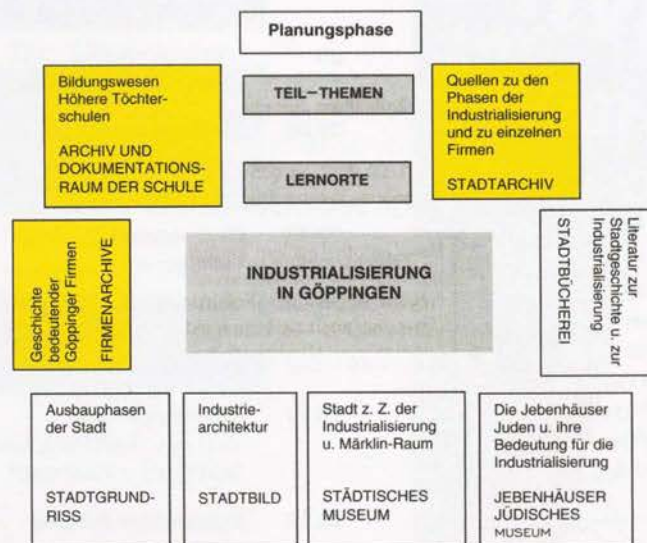 Planungsphase
Bildungswesen
Höhere Töchter-
schulen
ARCHIV UND
DOKUMENTATIONS-
RAUM DER SCHULE
TEIL–THEMEN
LERNORTE
Quellen zu den
Phasen der
Industrialisierung
und zu einzelnen
Firmen
STADTARCHIV
Geschichte
bedeutender
Göppinger Firmen
FIRMENARCHIVE
INDUSTRIALISIERUNG
IN GÖPPINGEN
Literatur zur
Stadtgeschichte u. zur
Industrialisierung
STADTBÜCHEREI
Ausbauphasen
der Stadt
STADTGRUND-
RISS
Industrie-
architektur
STADTBILD
Stadt z. Z. der
Industrialisierung
u. Märklin-Raum
STÄDTISCHES
MUSEUM
Die Jebenhäuser
Juden u. ihre
Bedeutung für die
Industrialisierung
JEBENHÄUSER
JÜDISCHES
MUSEUM